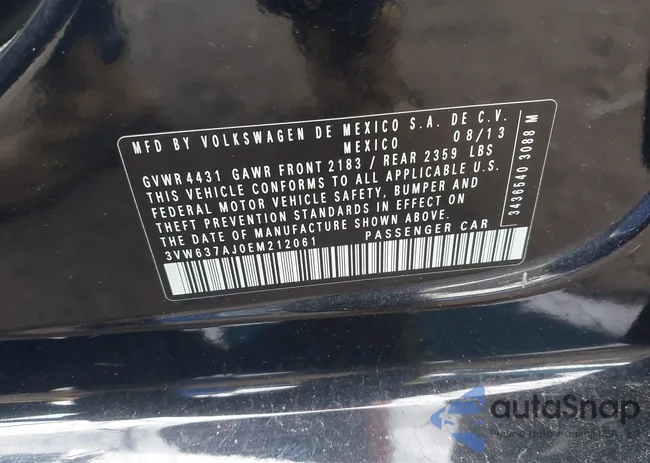 MFD BY VOLKSWAGEN DE MEXICO S.A. DE C.V.
MEXICO 08/13
GVWR 4431 GAWR FRONT 2183 / REAR 2359 LBS
THIS VEHICLE CONFORMS TO ALL APPLICABLE U.S.
FEDERAL MOTOR VEHICLE SAFETY, BUMPER AND
THEFT PREVENTION STANDARDS IN EFFECT ON
THE DATE OF MANUFACTURE SHOWN ABOVE.
3VW637AJ0EM212061 PASSENGER CAR
3436540 3088 M
autaSnap